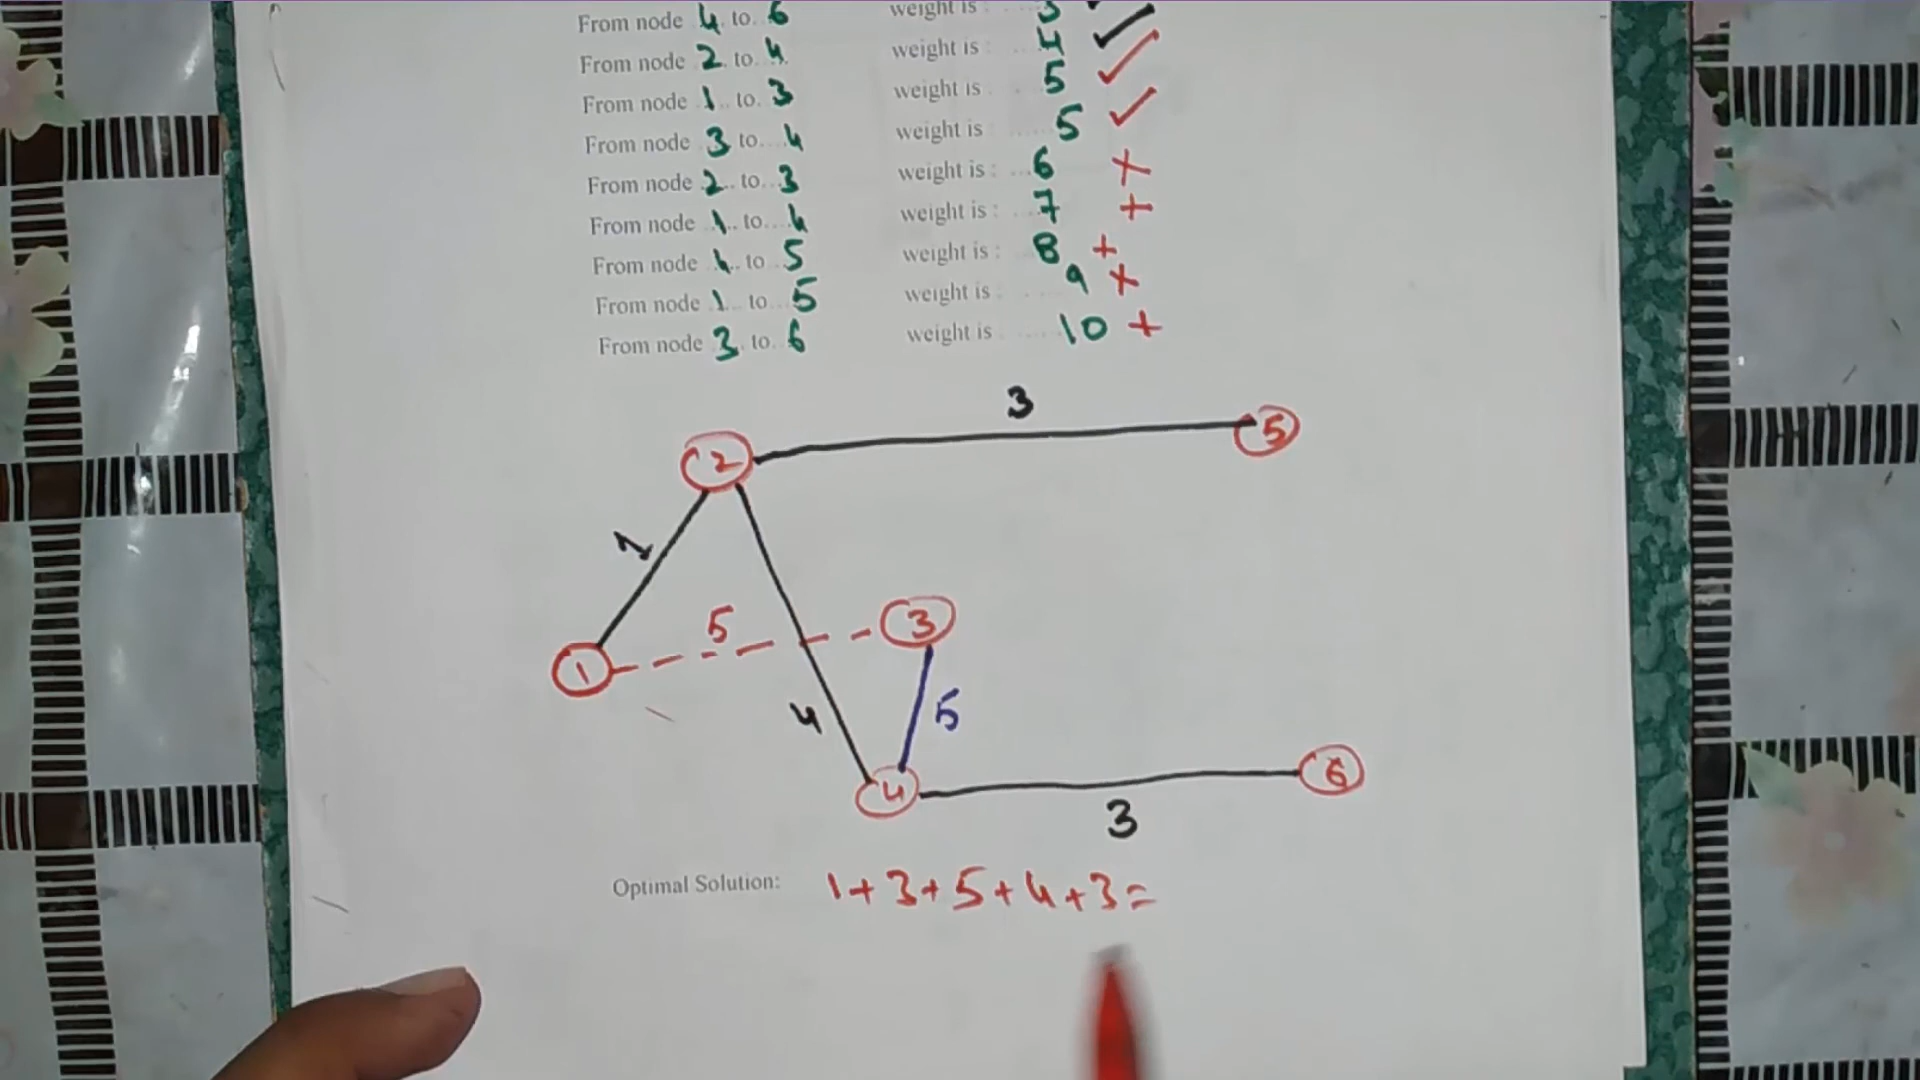 From node 4 to 6 weight is : 3
From node 2 to 4 weight is : 4
From node 1 to 3 weight is 5
From node 3 to 4 weight is 5
From node 2 to 3 weight is : 6
From node 1 to 4 weight is : 7
From node 4 to 5 weight is : 8
From node 1 to 5 weight is : 9
From node 3 to 6 weight is 10
3
2
5
1
5
3
1
4
5
4
6
3
Optimal Solution: 1+3+5+4+3=